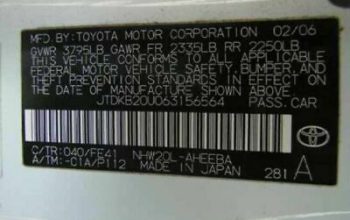 MFD. BY: TOYOTA MOTOR CORPORATION 02/06
GVWR 3795LB GAWR FR 2335LB RR 2250LB
THIS VEHICLE CONFORMS TO ALL APPLICABLE
FEDERAL MOTOR VEHICLE SAFETY, BUMPER, AND
THEFT PREVENTION STANDARDS IN EFFECT ON
THE DATE OF MANUFACTURE SHOWN ABOVE.
JTDKB20U063156564 PASS. CAR
C/TR: 040/FE41 NHW20L-AHEEBA
A/TM: -C1A/P112 MADE IN JAPAN 281 A
TOYOTA